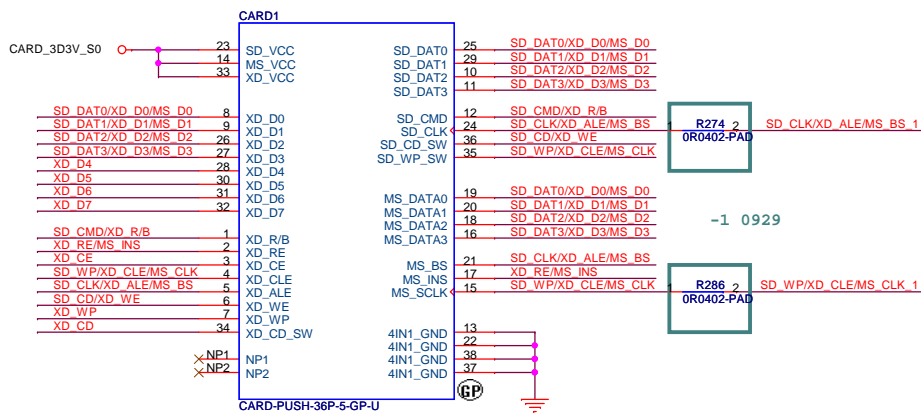 CARD1
CARD_3D3V_S0
23 SD_VCC
14 MS_VCC
33 XD_VCC
SD_DAT0/XD_D0/MS_D0 8 XD_D0
SD_DAT1/XD_D1/MS_D1 9 XD_D1
SD_DAT2/XD_D2/MS_D2 26 XD_D2
SD_DAT3/XD_D3/MS_D3 27 XD_D3
XD_D4 28 XD_D4
XD_D5 30 XD_D5
XD_D6 31 XD_D6
XD_D7 32 XD_D7
SD_CMD/XD_R/B 1 XD_R/B
XD_RE/MS_INS 2 XD_RE
XD_CE 3 XD_CE
SD_WP/XD_CLE/MS_CLK 4 XD_CLE
SD_CLK/XD_ALE/MS_BS 5 XD_ALE
SD_CD/XD_WE 6 XD_WE
XD_WP 7 XD_WP
XD_CD 34 XD_CD_SW
NP1 NP1
NP2 NP2
SD_DAT0 25 SD_DAT0/XD_D0/MS_D0
SD_DAT1 29 SD_DAT1/XD_D1/MS_D1
SD_DAT2 10 SD_DAT2/XD_D2/MS_D2
SD_DAT3 11 SD_DAT3/XD_D3/MS_D3
SD_CMD 12 SD_CMD/XD_R/B
SD_CLK 24 SD_CLK/XD_ALE/MS_BS
SD_CD_SW 36 SD_CD/XD_WE
SD_WP_SW 35 SD_WP/XD_CLE/MS_CLK
MS_DATA0 19 SD_DAT0/XD_D0/MS_D0
MS_DATA1 20 SD_DAT1/XD_D1/MS_D1
MS_DATA2 18 SD_DAT2/XD_D2/MS_D2
MS_DATA3 16 SD_DAT3/XD_D3/MS_D3
MS_BS 21 SD_CLK/XD_ALE/MS_BS
MS_INS 17 XD_RE/MS_INS
MS_SCLK 15 SD_WP/XD_CLE/MS_CLK
4IN1_GND 13
4IN1_GND 22
4IN1_GND 38
4IN1_GND 37
GP
CARD-PUSH-36P-5-GP-U
R274
1 2 SD_CLK/XD_ALE/MS_BS_1
0R0402-PAD
-1 0929
R286
1 2 SD_WP/XD_CLE/MS_CLK_1
0R0402-PAD